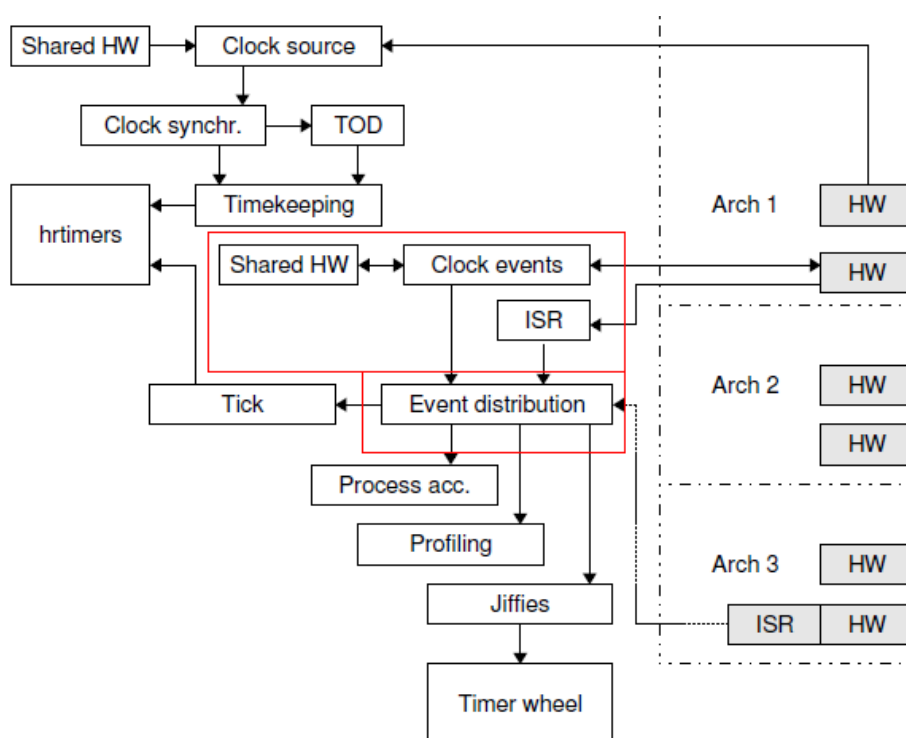 Shared HW
Clock source
Clock synchr.
TOD
Timekeeping
hrtimers
Arch 1
HW
Shared HW
Clock events
HW
ISR
Tick
Event distribution
Arch 2
HW
HW
Process acc.
Profiling
Arch 3
HW
Jiffies
ISR
HW
Timer wheel